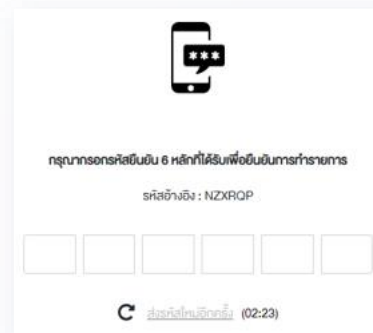 ***
กรุณากรอกรหัสยืนยัน 6 หลักที่ได้รับเพื่อยืนยันการทำรายการ
รหัสอ้างอิง : NZXRQP
ส่งรหัสใหม่อีกครั้ง (02:23)